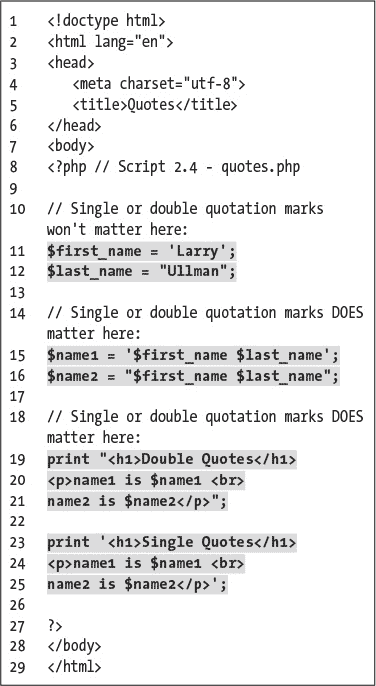 1 <!doctype html>
2 <html lang="en">
3 <head>
4 <meta charset="utf-8">
5 <title>Quotes</title>
6 </head>
7 <body>
8 <?php // Script 2.4 - quotes.php
9
10 // Single or double quotation marks
won't matter here:
11 $first_name = 'Larry';
12 $last_name = "Ullman";
13
14 // Single or double quotation marks DOES
matter here:
15 $name1 = '$first_name $last_name';
16 $name2 = "$first_name $last_name";
17
18 // Single or double quotation marks DOES
matter here:
19 print "<h1>Double Quotes</h1>
20 <p>name1 is $name1 <br>
21 name2 is $name2</p>";
22
23 print '<h1>Single Quotes</h1>
24 <p>name1 is $name1 <br>
25 name2 is $name2</p>';
26
27 ?>
28 </body>
29 </html>